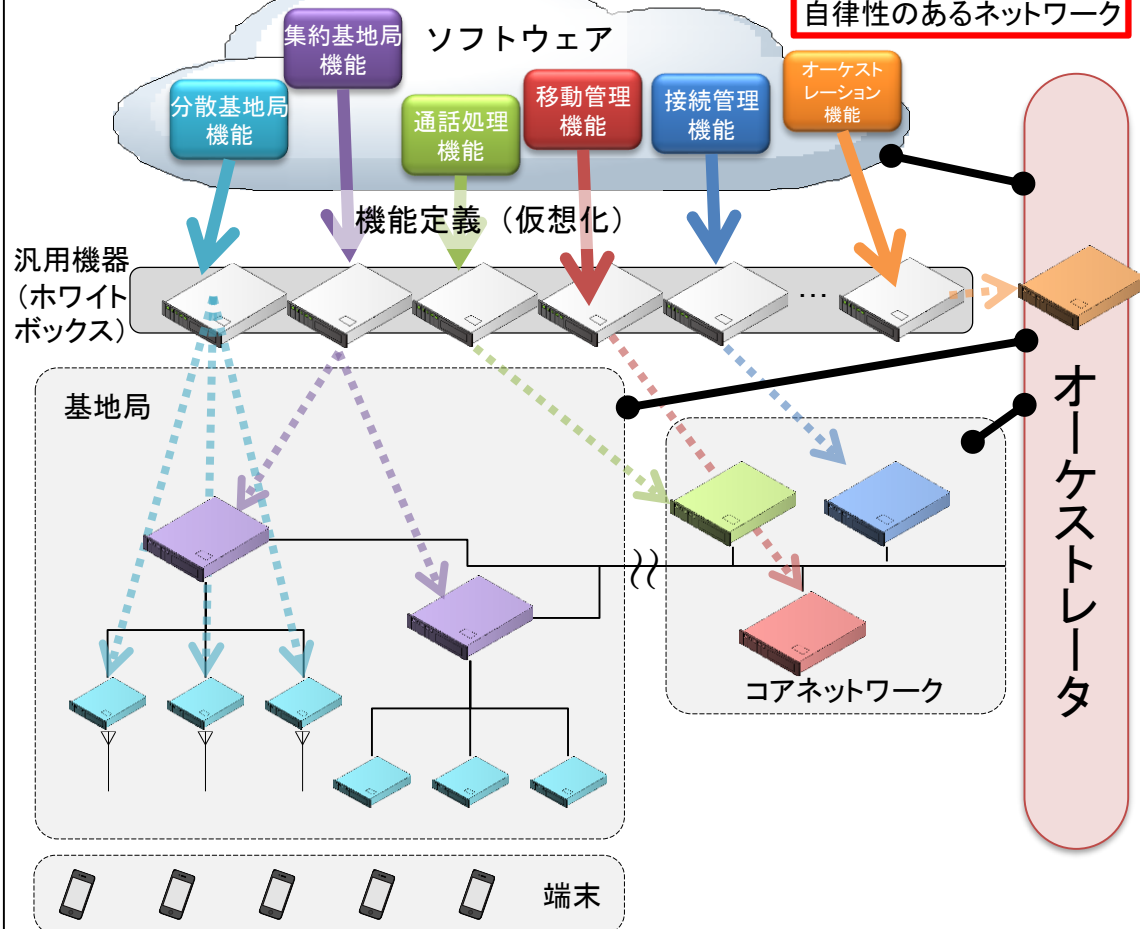 自律性のあるネットワーク
ソフトウェア
集約基地局
機能
分散基地局
機能
通話処理
機能
移動管理
機能
接続管理
機能
オーケスト
レーション
機能
機能定義（仮想化）
汎用機器
（ホワイト
ボックス）
…
基地局
コアネットワーク
オーケストレータ
端末